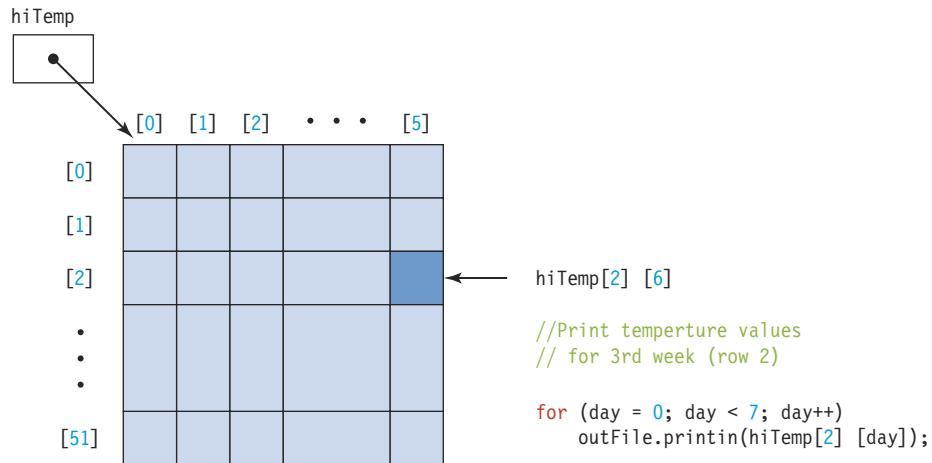 hiTemp
[0] [1] [2] • • • [5]
[0]
[1]
[2]
hiTemp[2] [6]
//Print temperture values
// for 3rd week (row 2)
for (day = 0; day < 7; day++)
[51]
outFile.printin(hiTemp[2] [day]);